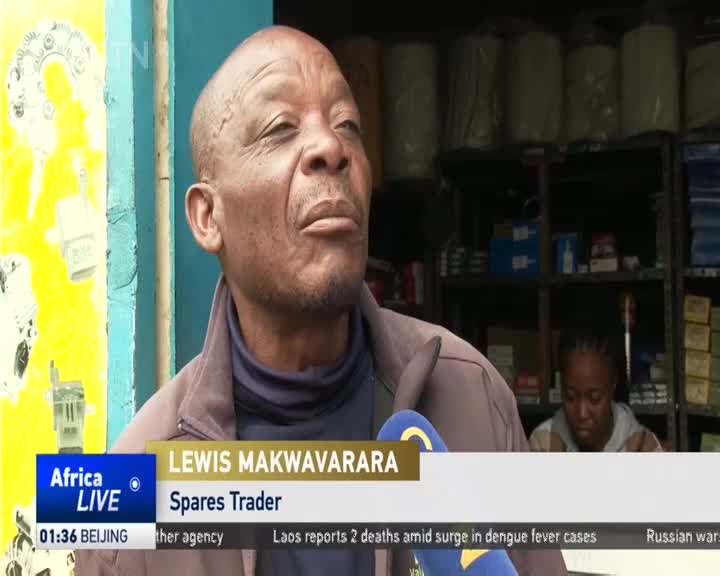 TN
LEWIS MAKWAVARARA
Africa
LIVE
Spares Trader
01:36 BEIJING
ther agency Laos reports 2 deaths amid surge in dengue fever cases Russian wars